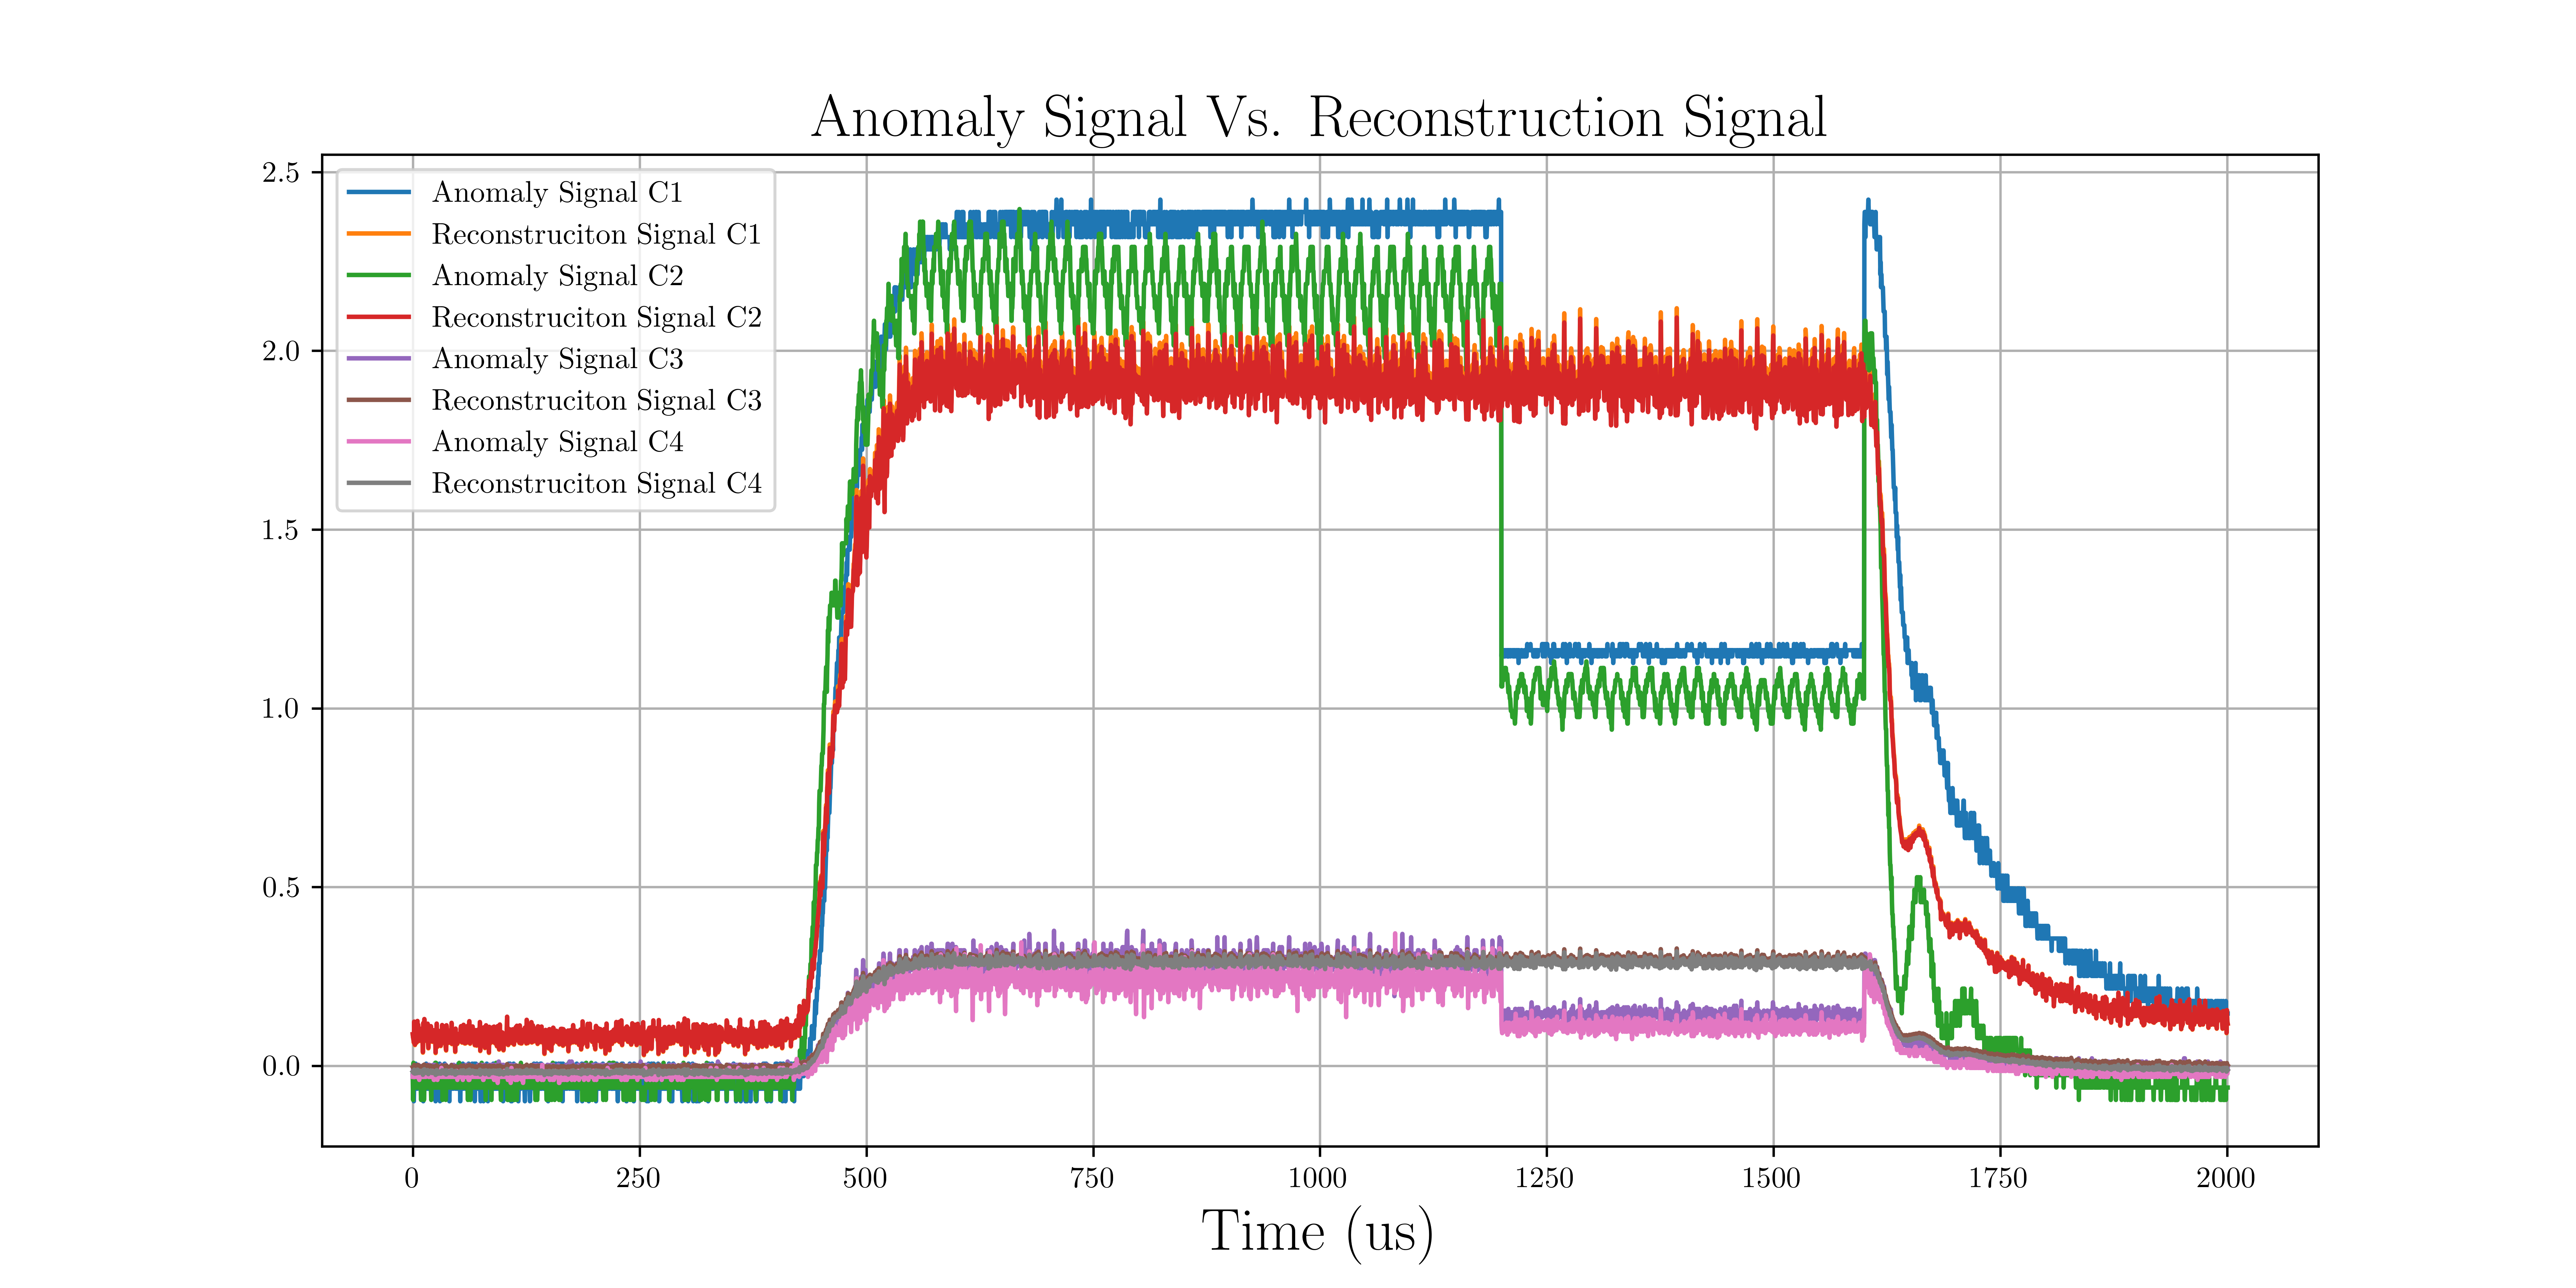 Anomaly Signal Vs. Reconstruction Signal
2.5
2.0
1.5
1.0
0.5
0.0
Anomaly Signal C1
Reconstruciton Signal C1
Anomaly Signal C2
Reconstruciton Signal C2
Anomaly Signal C3
Reconstruciton Signal C3
Anomaly Signal C4
Reconstruciton Signal C4
0 250 500 750 1000 1250 1500 1750 2000
Time (us)